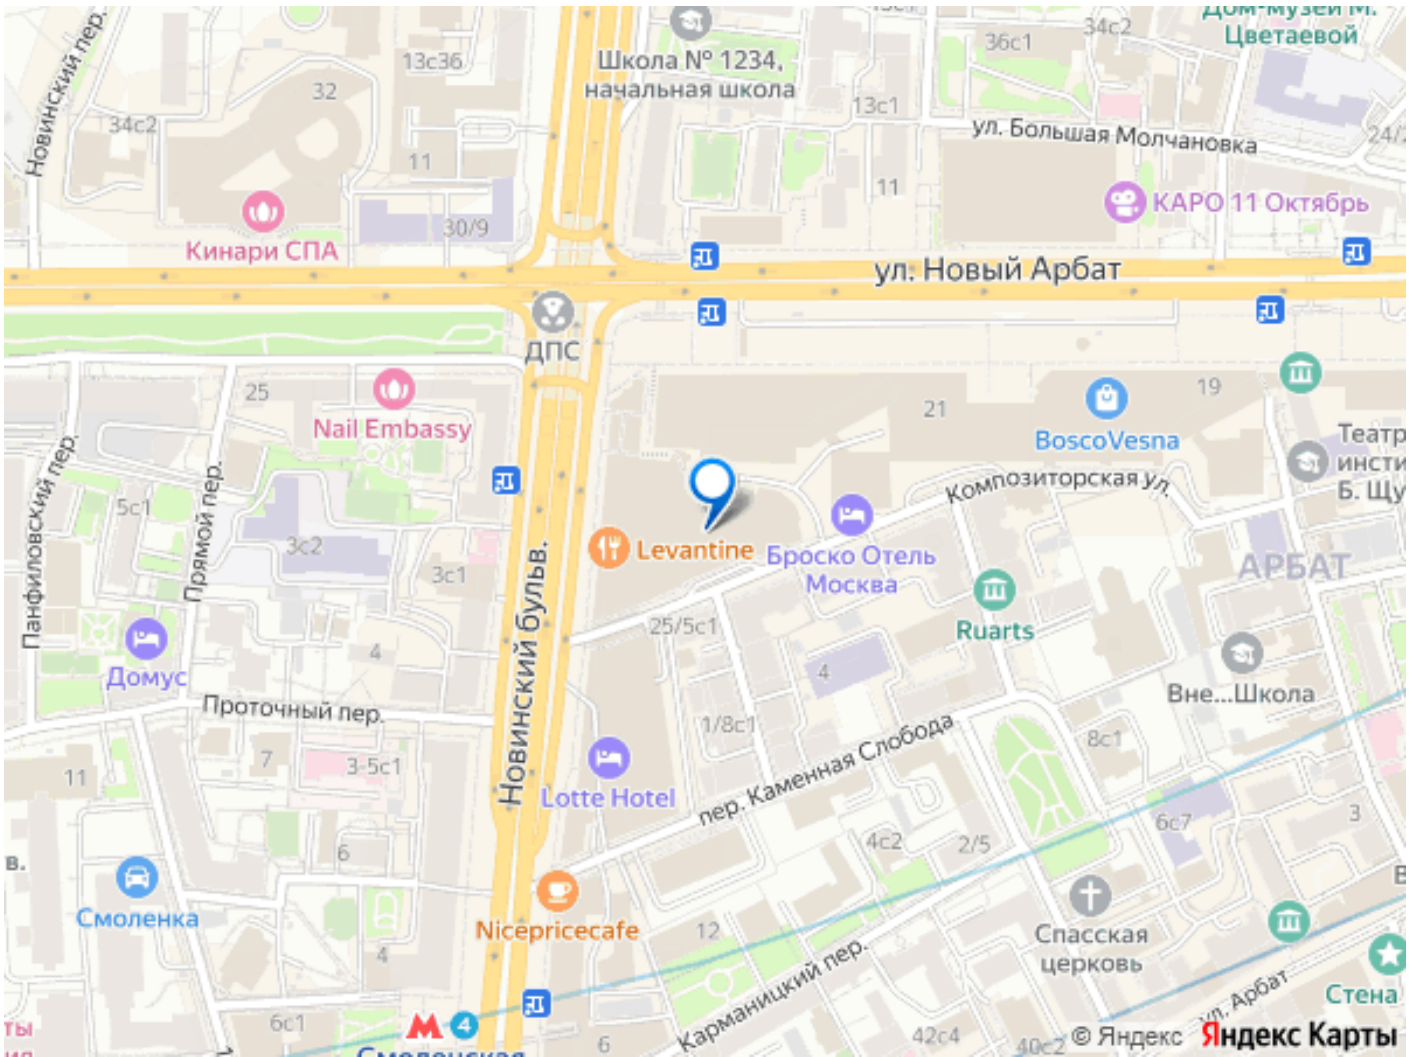 Дом-музей М.
Цветаевой
34с2
36с1
13с1
13с36
Школа № 1234,
начальная школа
Новинский пер.
32
34с2
11
11
ул. Большая Молчановка
24/2
КАРО 11 Октябрь
30/9
Кинари СПА
ул. Новый Арбат
ДПС
25
Nail Embassy
21
19
BoscoVesna
Театр
инсти
Б. Щу
Композиторская ул.
Панфиловский пер.
Прямой пер.
5с1
3с2
3с1
Levantine
Броско Отель
Москва
АРБАТ
Новинский бульв.
25/5с1
Ruarts
4
4
Домус
Вне...Школа
Проточный пер.
1/8с1
пер. Каменная Слобода
8с1
7
3-5с1
11
Lotte Hotel
6с7
3
4с2
2/5
6
в.
Смоленка
Nicepricecafe
12
Спасская
церковь
4
Карманицкий пер.
Стена
ул. Арбат
6с1
4
Смоленская
6
42с4
40с2
© Яндекс
Яндекс Карты
ты